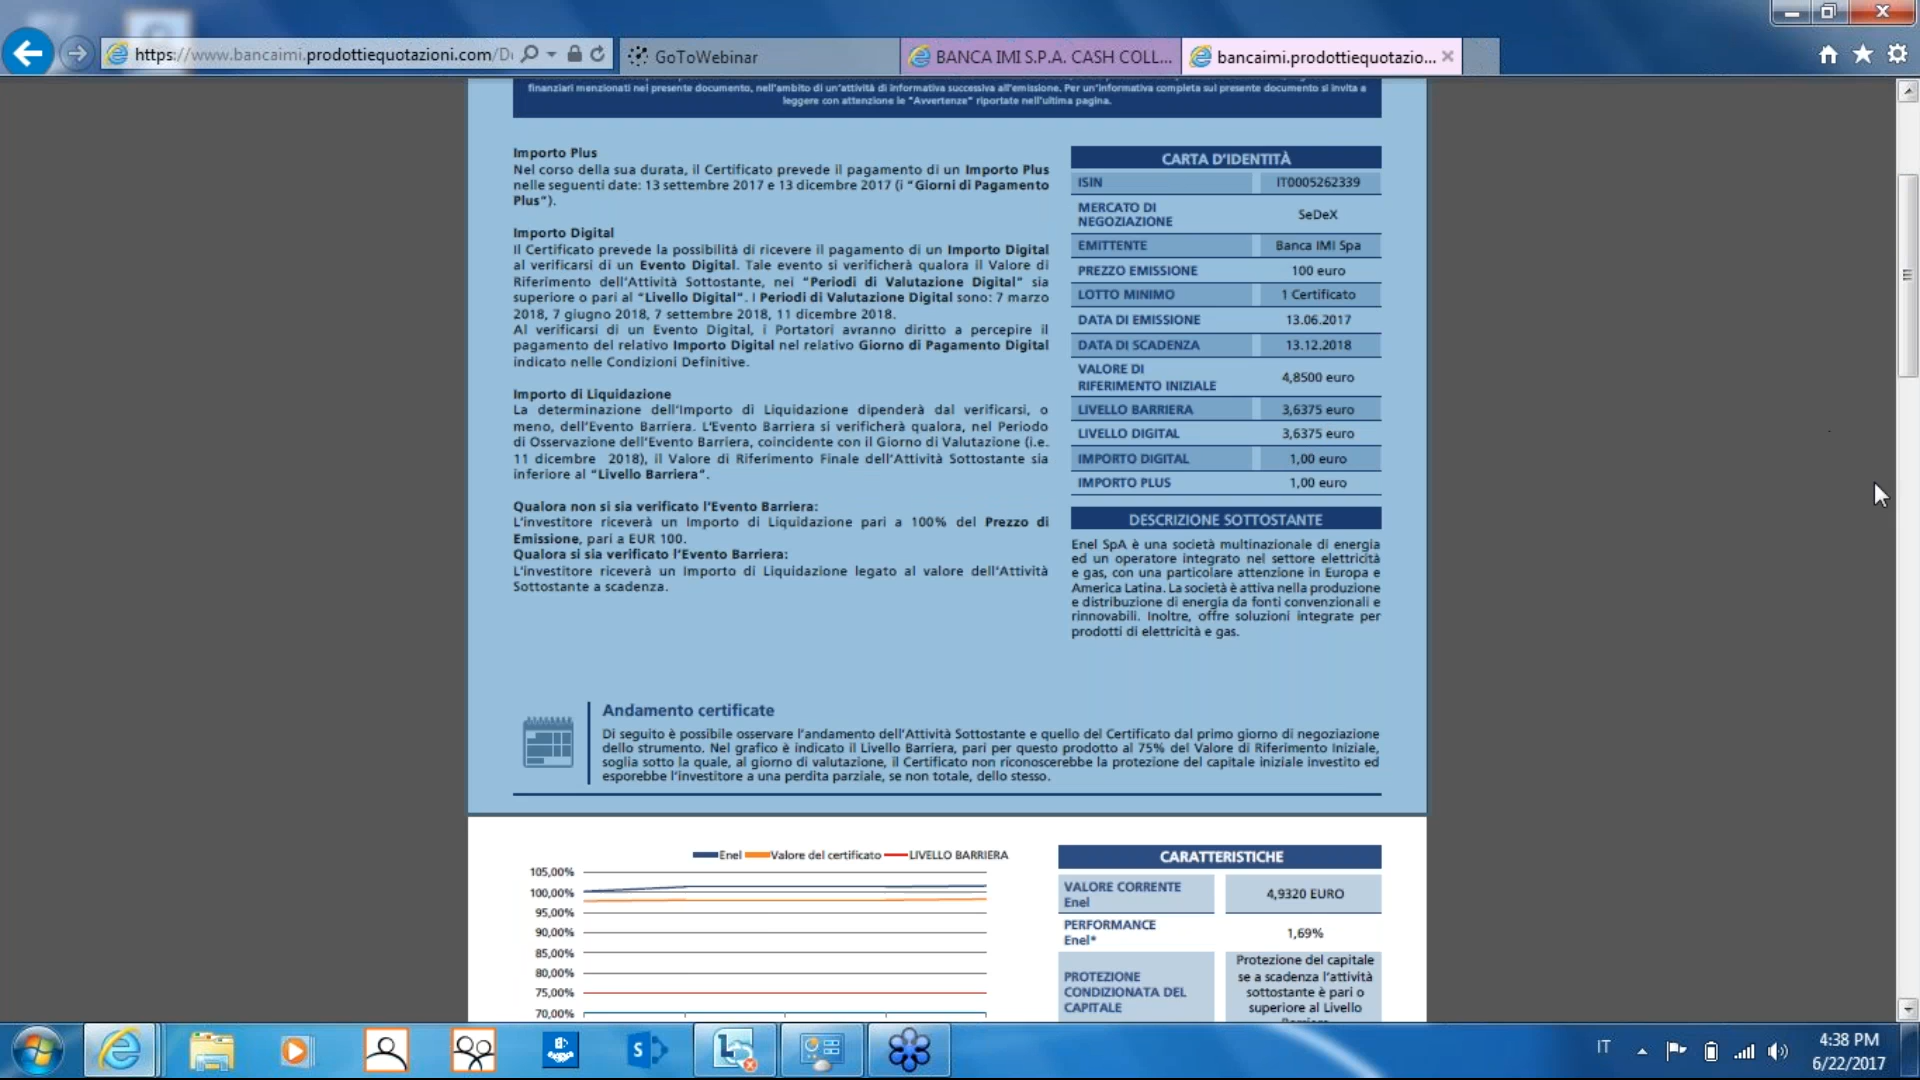 https://www.bancaimi.prodottiequotazioni.com/D
GoToWebinar
BANCA IMI S.P.A. CASH COLL...
bancaimi.prodottiequotazio...
finanziari menzionati nel presente documento, nell'ambito di un'attività di informativa successiva all'emissione. Per un'informativa completa sul presente documento si invita a
leggere con attenzione le "Avvertenze" riportate nell'ultima pagina.
Importo Plus
Nel corso della sua durata, il Certificato prevede il pagamento di un Importo Plus
nelle seguenti date: 13 settembre 2017 e 13 dicembre 2017 (i "Giorni di Pagamento
Plus").
Importo Digital
Il Certificato prevede la possibilità di ricevere il pagamento di un Importo Digital
al verificarsi di un Evento Digital. Tale evento si verificherà qualora il Valore di
Riferimento dell'Attività Sottostante, nei "Periodi di Valutazione Digital" sia
superiore o pari al "Livello Digital". I Periodi di Valutazione Digital sono: 7 marzo
2018, 7 giugno 2018, 7 settembre 2018, 11 dicembre 2018.
Al verificarsi di un Evento Digital, i Portatori avranno diritto a percepire il
pagamento del relativo Importo Digital nel relativo Giorno di Pagamento Digital
indicato nelle Condizioni Definitive.
Importo di Liquidazione
La determinazione dell'Importo di Liquidazione dipenderà dal verificarsi, o
meno, dell'Evento Barriera. L'Evento Barriera si verificherà qualora, nel Periodo
di Osservazione dell'Evento Barriera, coincidente con il Giorno di Valutazione (i.e.
11 dicembre 2018), il Valore di Riferimento Finale dell'Attività Sottostante sia
inferiore al "Livello Barriera".
Qualora non si sia verificato l'Evento Barriera:
L'investitore riceverà un Importo di Liquidazione pari a 100% del Prezzo di
Emissione, pari a EUR 100.
Qualora si sia verificato l'Evento Barriera:
L'investitore riceverà un Importo di Liquidazione legato al valore dell'Attività
Sottostante a scadenza.
CARTA D'IDENTITÀ
ISIN IT0005262339
MERCATO DI
NEGOZIAZIONE SeDeX
EMITTENTE Banca IMI Spa
PREZZO EMISSIONE 100 euro
LOTTO MINIMO 1 Certificato
DATA DI EMISSIONE 13.06.2017
DATA DI SCADENZA 13.12.2018
VALORE DI
RIFERIMENTO INIZIALE 4,8500 euro
LIVELLO BARRIERA 3,6375 euro
LIVELLO DIGITAL 3,6375 euro
IMPORTO DIGITAL 1,00 euro
IMPORTO PLUS 1,00 euro
DESCRIZIONE SOTTOSTANTE
Enel SpA è una società multinazionale di energia
ed un operatore integrato nel settore elettricità
e gas, con una particolare attenzione in Europa e
America Latina. La società è attiva nella produzione
e distribuzione di energia da fonti convenzionali e
rinnovabili. Inoltre, offre soluzioni integrate per
prodotti di elettricità e gas.
Andamento certificate
Di seguito è possibile osservare l'andamento dell'Attività Sottostante e quello del Certificato dal primo giorno di negoziazione
dello strumento. Nel grafico è indicato il Livello Barriera, pari per questo prodotto al 75% del Valore di Riferimento Iniziale,
soglia sotto la quale, al giorno di valutazione, il Certificato non riconoscerebbe la protezione del capitale iniziale investito ed
esporebbe l'investitore a una perdita parziale, se non totale, dello stesso.
Enel Valore del certificato LIVELLO BARRIERA
105,00%
100,00%
95,00%
90,00%
85,00%
80,00%
75,00%
70,00%
CARATTERISTICHE
VALORE CORRENTE
Enel 4,9320 EURO
PERFORMANCE
Enel* 1,69%
PROTEZIONE
CONDIZIONATA DEL
CAPITALE
Protezione del capitale
se a scadenza l'attività
sottostante è pari o
superiore al Livello
IT
4:38 PM
6/22/2017